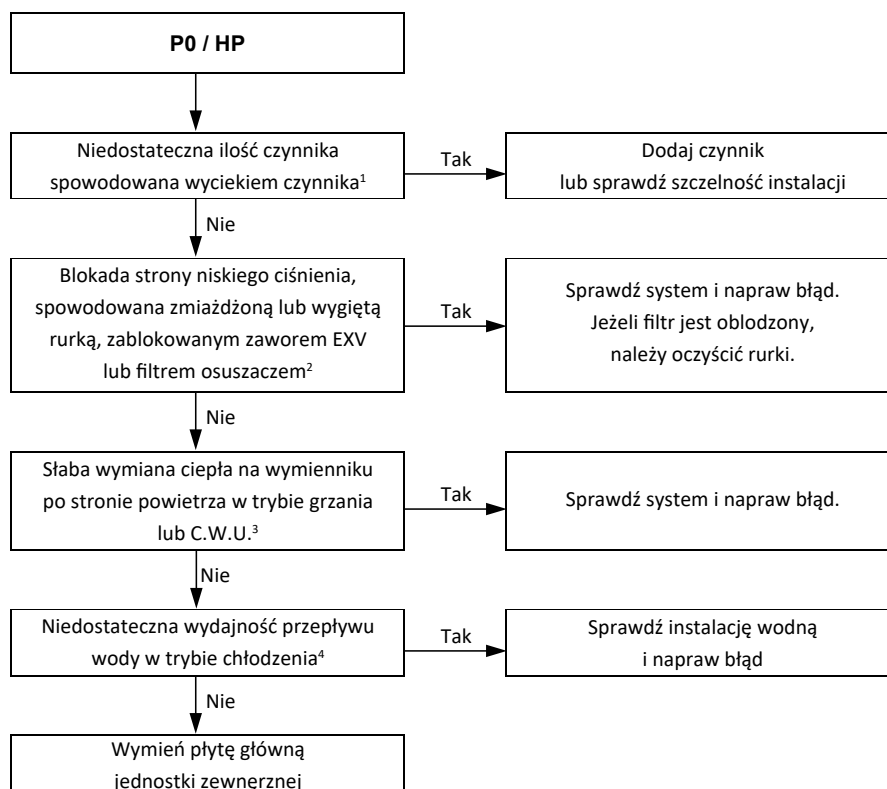 P0 / HP
Niedostateczna ilość czynnika
spowodowana wyciekiem czynnika¹
Tak
Dodaj czynnik
lub sprawdź szczelność instalacji
Nie
Blokada strony niskiego ciśnienia,
spowodowana zmiażdżoną lub wygiętą
rurką, zablokowanym zaworem EXV
lub filtrem osuszaczem²
Tak
Sprawdź system i napraw błąd.
Jeżeli filtr jest oblodzony,
należy oczyścić rurki.
Nie
Słaba wymiana ciepła na wymienniku
po stronie powietrza w trybie grzania
lub C.W.U.³
Tak
Sprawdź system i napraw błąd.
Nie
Niedostateczna wydajność przepływu
wody w trybie chłodzenia⁴
Tak
Sprawdź instalację wodną
i napraw błąd
Nie
Wymień płytę główną
jednostki zewnęrznej